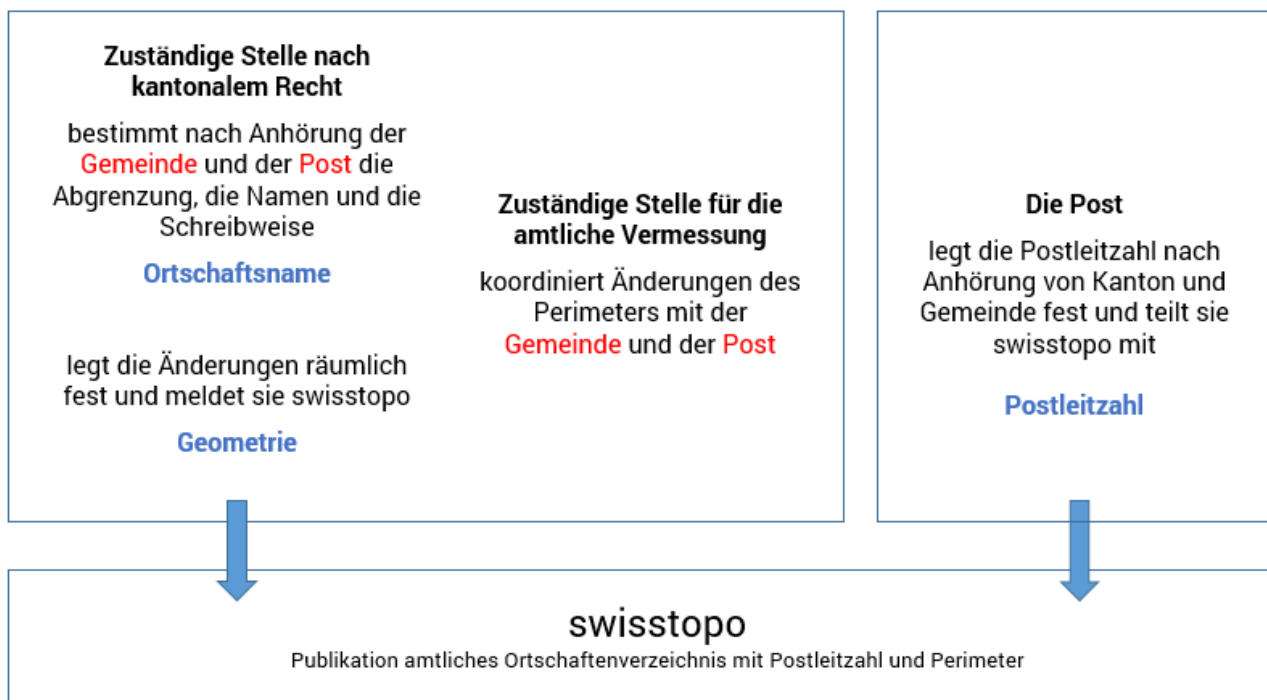 Zuständige Stelle nach
kantonalem Recht
bestimmt nach Anhörung der
Gemeinde und der Post die
Abgrenzung, die Namen und die
Schreibweise
Ortschaftsname
legt die Änderungen räumlich
fest und meldet sie swisstopo
Geometrie
Zuständige Stelle für die
amtliche Vermessung
koordiniert Änderungen des
Perimeters mit der
Gemeinde und der Post
Die Post
legt die Postleitzahl nach
Anhörung von Kanton und
Gemeinde fest und teilt sie
swisstopo mit
Postleitzahl
swisstopo
Publikation amtliches Ortschaftenverzeichnis mit Postleitzahl und Perimeter